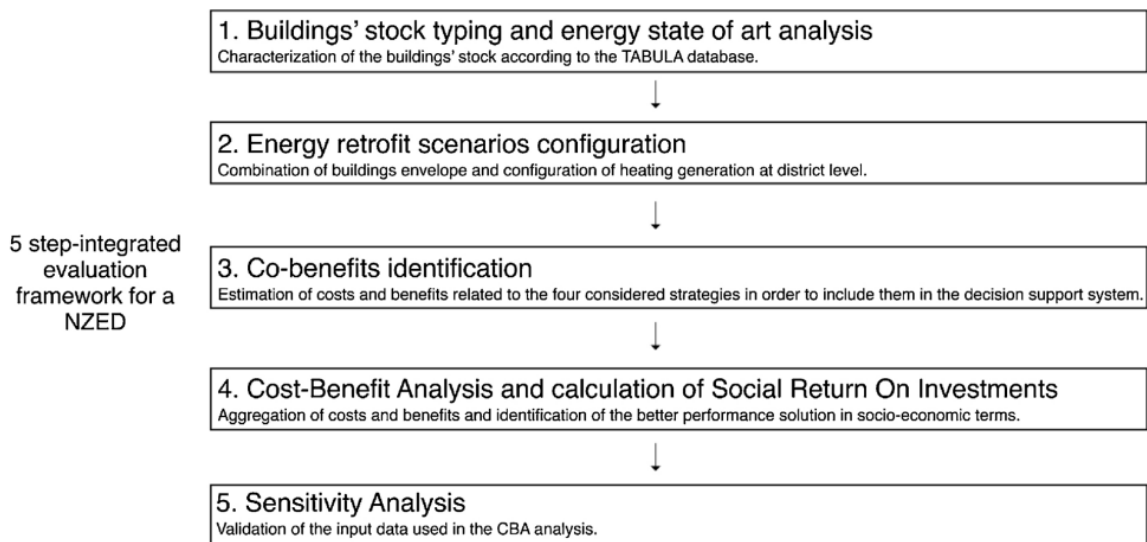 1. Buildings' stock typing and energy state of art analysis
Characterization of the buildings' stock according to the TABULA database.
2. Energy retrofit scenarios configuration
Combination of buildings envelope and configuration of heating generation at district level.
5 step-integrated
evaluation
framework for a
NZED
3. Co-benefits identification
Estimation of costs and benefits related to the four considered strategies in order to include them in the decision support system.
4. Cost-Benefit Analysis and calculation of Social Return On Investments
Aggregation of costs and benefits and identification of the better performance solution in socio-economic terms.
5. Sensitivity Analysis
Validation of the input data used in the CBA analysis.